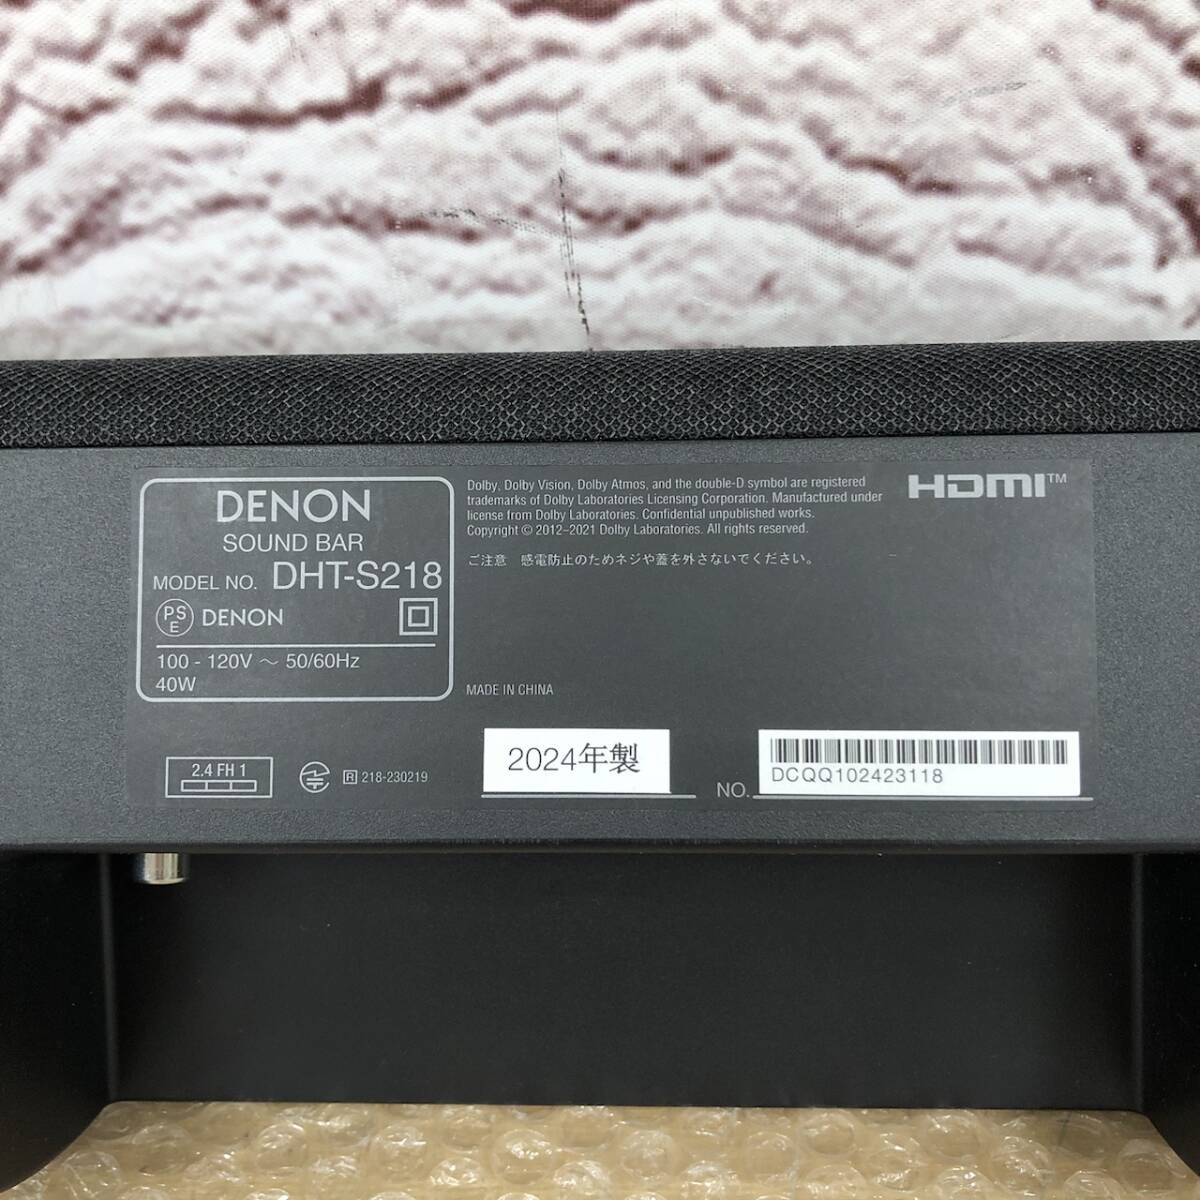 DENON
SOUND BAR
MODEL NO. DHT-S218
PS
E
DENON
100 - 120V ～ 50/60Hz
40W
Dolby, Dolby Vision, Dolby Atmos, and the double-D symbol are registered
trademarks of Dolby Laboratories Licensing Corporation. Manufactured under
license from Dolby Laboratories. Confidential unpublished works.
Copyright © 2012–2021 Dolby Laboratories. All rights reserved.
HDMI™
ご注意 感電防止のためネジや蓋を外さないでください。
MADE IN CHINA
2.4 FH 1
R 218-230219
2024年製
NO. DCQQ102423118